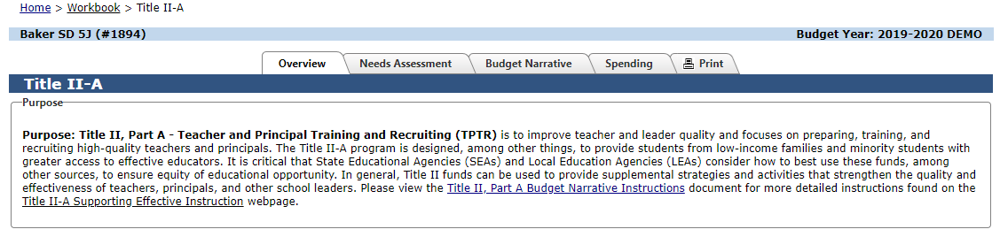 Home > Workbook > Title II-A
Baker SD 5J (#1894) Budget Year: 2019-2020 DEMO
Overview Needs Assessment Budget Narrative Spending Print
Title II-A
Purpose
Purpose: Title II, Part A - Teacher and Principal Training and Recruiting (TPTR) is to improve teacher and leader quality and focuses on preparing, training, and
recruiting high-quality teachers and principals. The Title II-A program is designed, among other things, to provide students from low-income families and minority students with
greater access to effective educators. It is critical that State Educational Agencies (SEAs) and Local Education Agencies (LEAs) consider how to best use these funds, among
other sources, to ensure equity of educational opportunity. In general, Title II funds can be used to provide supplemental strategies and activities that strengthen the quality and
effectiveness of teachers, principals, and other school leaders. Please view the Title II, Part A Budget Narrative Instructions document for more detailed instructions found on the
Title II-A Supporting Effective Instruction webpage.